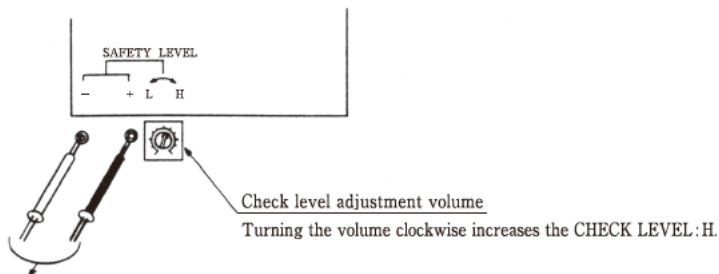 SAFETY LEVEL
− + L H
Check level adjustment volume
Turning the volume clockwise increases the CHECK LEVEL:H.